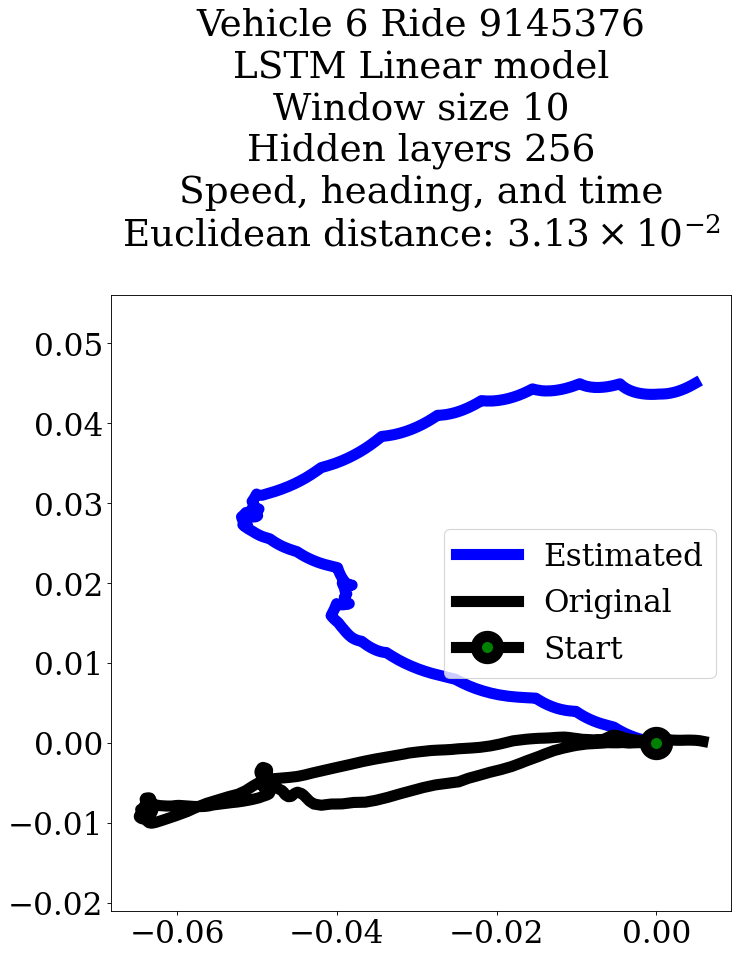 Vehicle 6 Ride 9145376
LSTM Linear model
Window size 10
Hidden layers 256
Speed, heading, and time
Euclidean distance: 3.13 × 10⁻²
0.05
0.04
0.03
0.02
0.01
0.00
−0.01
−0.02
Estimated
Original
Start
−0.06 −0.04 −0.02 0.00